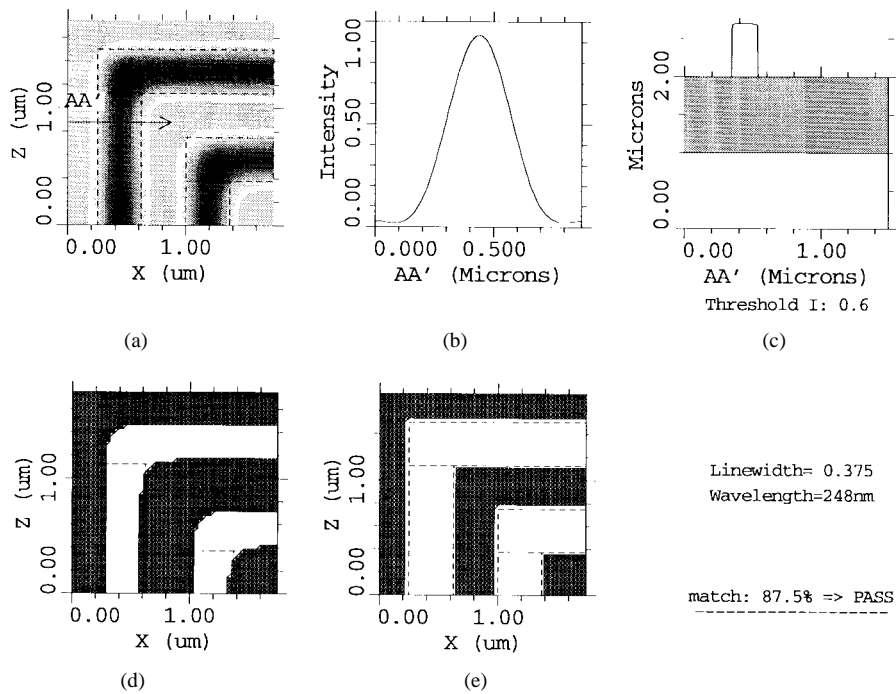 AA'
Z (um)
0.00
1.00
0.00
1.00
X (um)
(a)
Intensity
0.00
0.50
1.00
0.000
0.500
AA' (Microns)
(b)
Microns
0.00
2.00
0.00
1.00
AA' (Microns)
Threshold I: 0.6
(c)
Z (um)
0.00
1.00
0.00
1.00
X (um)
(d)
Z (um)
0.00
1.00
0.00
1.00
X (um)
(e)
Linewidth= 0.375
Wavelength=248nm
match: 87.5% => PASS